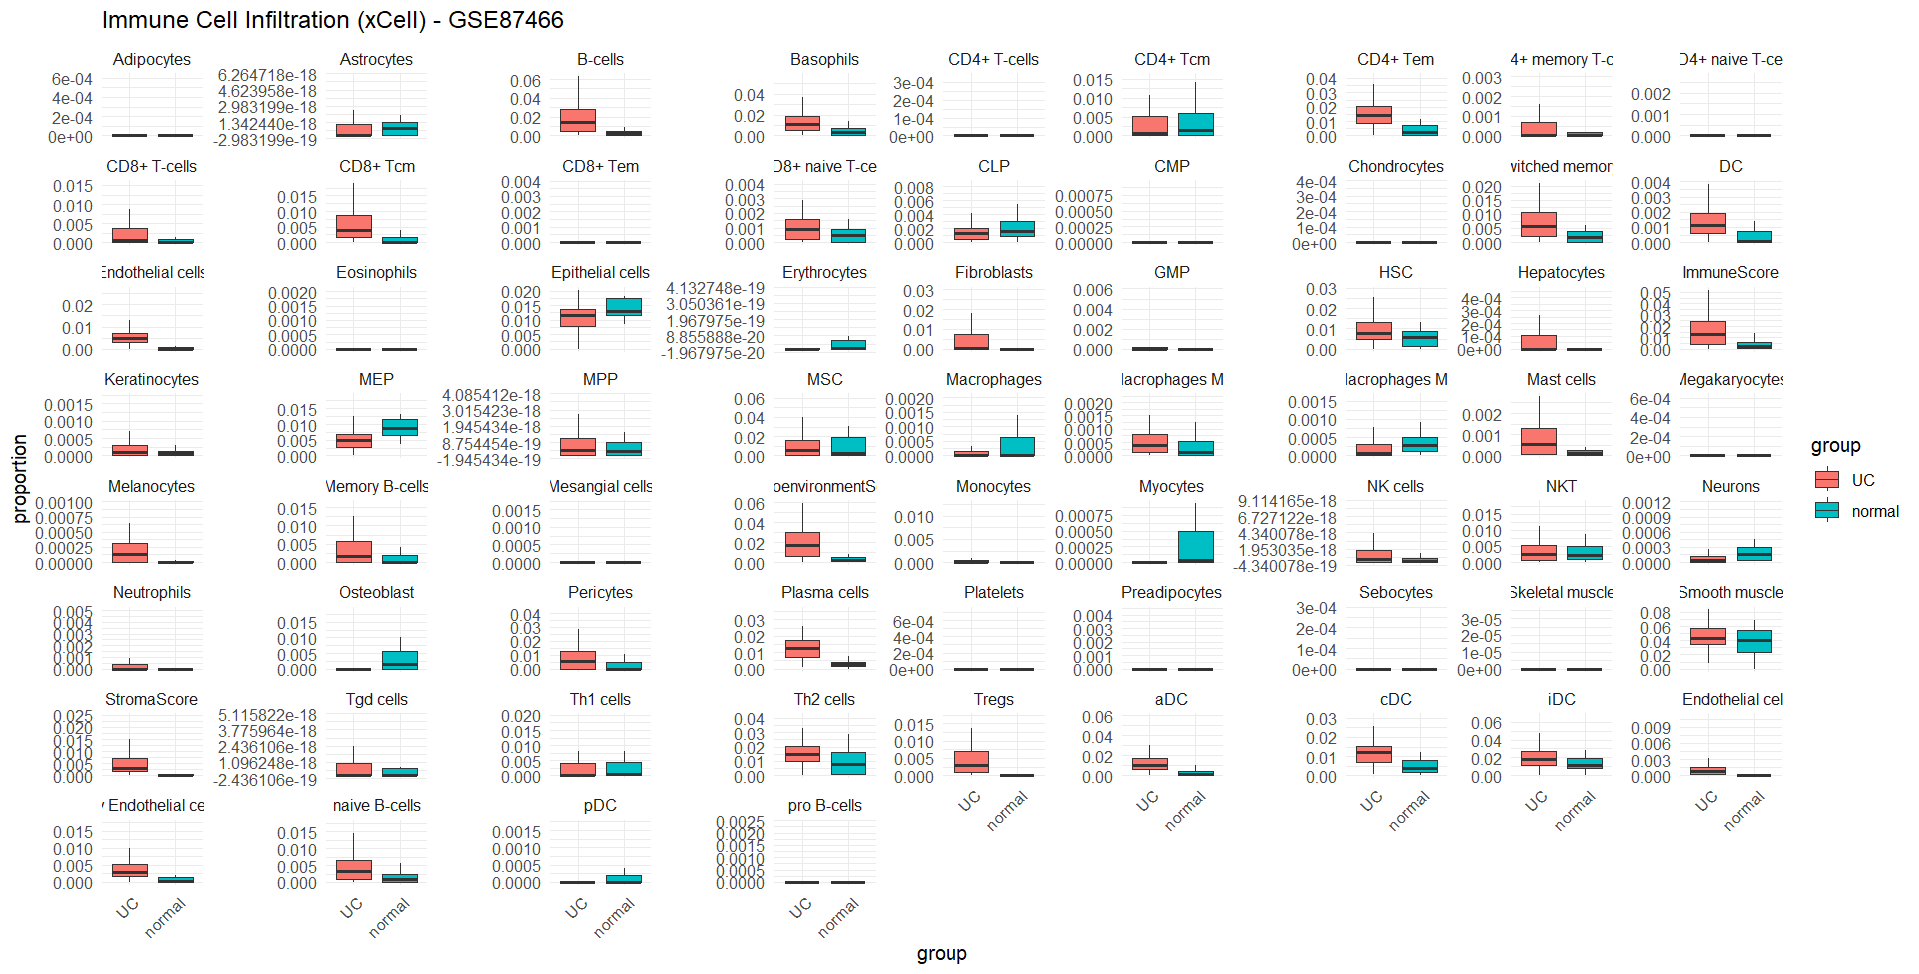 Immune Cell Infiltration (xCell) - GSE87466
Adipocytes Astrocytes B-cells Basophils CD4+ T-cells CD4+ Tcm CD4+ Tem 4+ memory T-c D4+ naive T-ce
6e-04 4e-04 2e-04 0e+00
6.264718e-18 4.623958e-18 2.983199e-18 1.342440e-18 -2.983199e-19
0.06 0.04 0.02 0.00
0.04 0.02 0.00
3e-04 2e-04 1e-04 0e+00
0.015 0.010 0.005 0.000
0.04 0.03 0.02 0.01 0.00
0.003 0.002 0.001 0.000
0.002 0.001 0.000
CD8+ T-cells CD8+ Tcm CD8+ Tem D8+ naive T-ce CLP CMP Chondrocytes witched memor DC
0.015 0.010 0.005 0.000
0.015 0.010 0.005 0.000
0.004 0.003 0.002 0.001 0.000
0.004 0.003 0.002 0.001 0.000
0.008 0.006 0.004 0.002 0.000
0.00075 0.00050 0.00025 0.00000
4e-04 3e-04 2e-04 1e-04 0e+00
0.020 0.015 0.010 0.005 0.000
0.004 0.003 0.002 0.001 0.000
Endothelial cells Eosinophils Epithelial cells Erythrocytes Fibroblasts GMP HSC Hepatocytes ImmuneScore
0.02 0.01 0.00
0.0020 0.0015 0.0010 0.0005 0.0000
0.020 0.015 0.010 0.005 0.000
4.132748e-19 3.050361e-19 1.967975e-19 8.855888e-20 -1.967975e-20
0.03 0.02 0.01 0.00
0.006 0.004 0.002 0.000
0.03 0.02 0.01 0.00
4e-04 3e-04 2e-04 1e-04 0e+00
0.05 0.04 0.03 0.02 0.01 0.00
Keratinocytes MEP MPP MSC Macrophages lacrophages M lacrophages M Mast cells Megakaryocytes
0.0015 0.0010 0.0005 0.0000
0.015 0.010 0.005 0.000
4.085412e-18 3.015423e-18 1.945434e-18 8.754454e-19 -1.945434e-19
0.06 0.04 0.02 0.00
0.0020 0.0015 0.0010 0.0005 0.0000
0.0020 0.0015 0.0010 0.0005 0.0000
0.0015 0.0010 0.0005 0.0000
0.002 0.001 0.000
6e-04 4e-04 2e-04 0e+00
Melanocytes Memory B-cells Mesangial cells oenvironmentS Monocytes Myocytes NK cells NKT Neurons
0.00100 0.00075 0.00050 0.00025 0.00000
0.015 0.010 0.005 0.000
0.0015 0.0010 0.0005 0.0000
0.06 0.04 0.02 0.00
0.010 0.005 0.000
0.00075 0.00050 0.00025 0.00000
9.114165e-18 6.727122e-18 4.340078e-18 1.953035e-18 -4.340078e-19
0.015 0.010 0.005 0.000
0.0012 0.0009 0.0006 0.0003 0.0000
Neutrophils Osteoblast Pericytes Plasma cells Platelets Preadipocytes Sebocytes Skeletal muscle Smooth muscle
0.005 0.004 0.003 0.002 0.001 0.000
0.015 0.010 0.005 0.000
0.04 0.03 0.02 0.01 0.00
0.03 0.02 0.01 0.00
6e-04 4e-04 2e-04 0e+00
0.004 0.003 0.002 0.001 0.000
3e-04 2e-04 1e-04 0e+00
3e-05 2e-05 1e-05 0e+00
0.08 0.06 0.04 0.02 0.00
StromaScore Tgd cells Th1 cells Th2 cells Tregs aDC cDC iDC Endothelial cel
0.025 0.020 0.015 0.010 0.005 0.000
5.115822e-18 3.775964e-18 2.436106e-18 1.096248e-18 -2.436106e-19
0.020 0.015 0.010 0.005 0.000
0.04 0.03 0.02 0.01 0.00
0.015 0.010 0.005 0.000
0.06 0.04 0.02 0.00
0.03 0.02 0.01 0.00
0.06 0.04 0.02 0.00
0.009 0.006 0.003 0.000
UC normal UC normal UC normal UC normal UC normal
y Endothelial ce naive B-cells pDC pro B-cells
0.015 0.010 0.005 0.000
0.015 0.010 0.005 0.000
0.0015 0.0010 0.0005 0.0000
0.0025 0.0020 0.0015 0.0010 0.0005 0.0000
UC normal UC normal UC normal UC normal
group
proportion
group
UC
normal